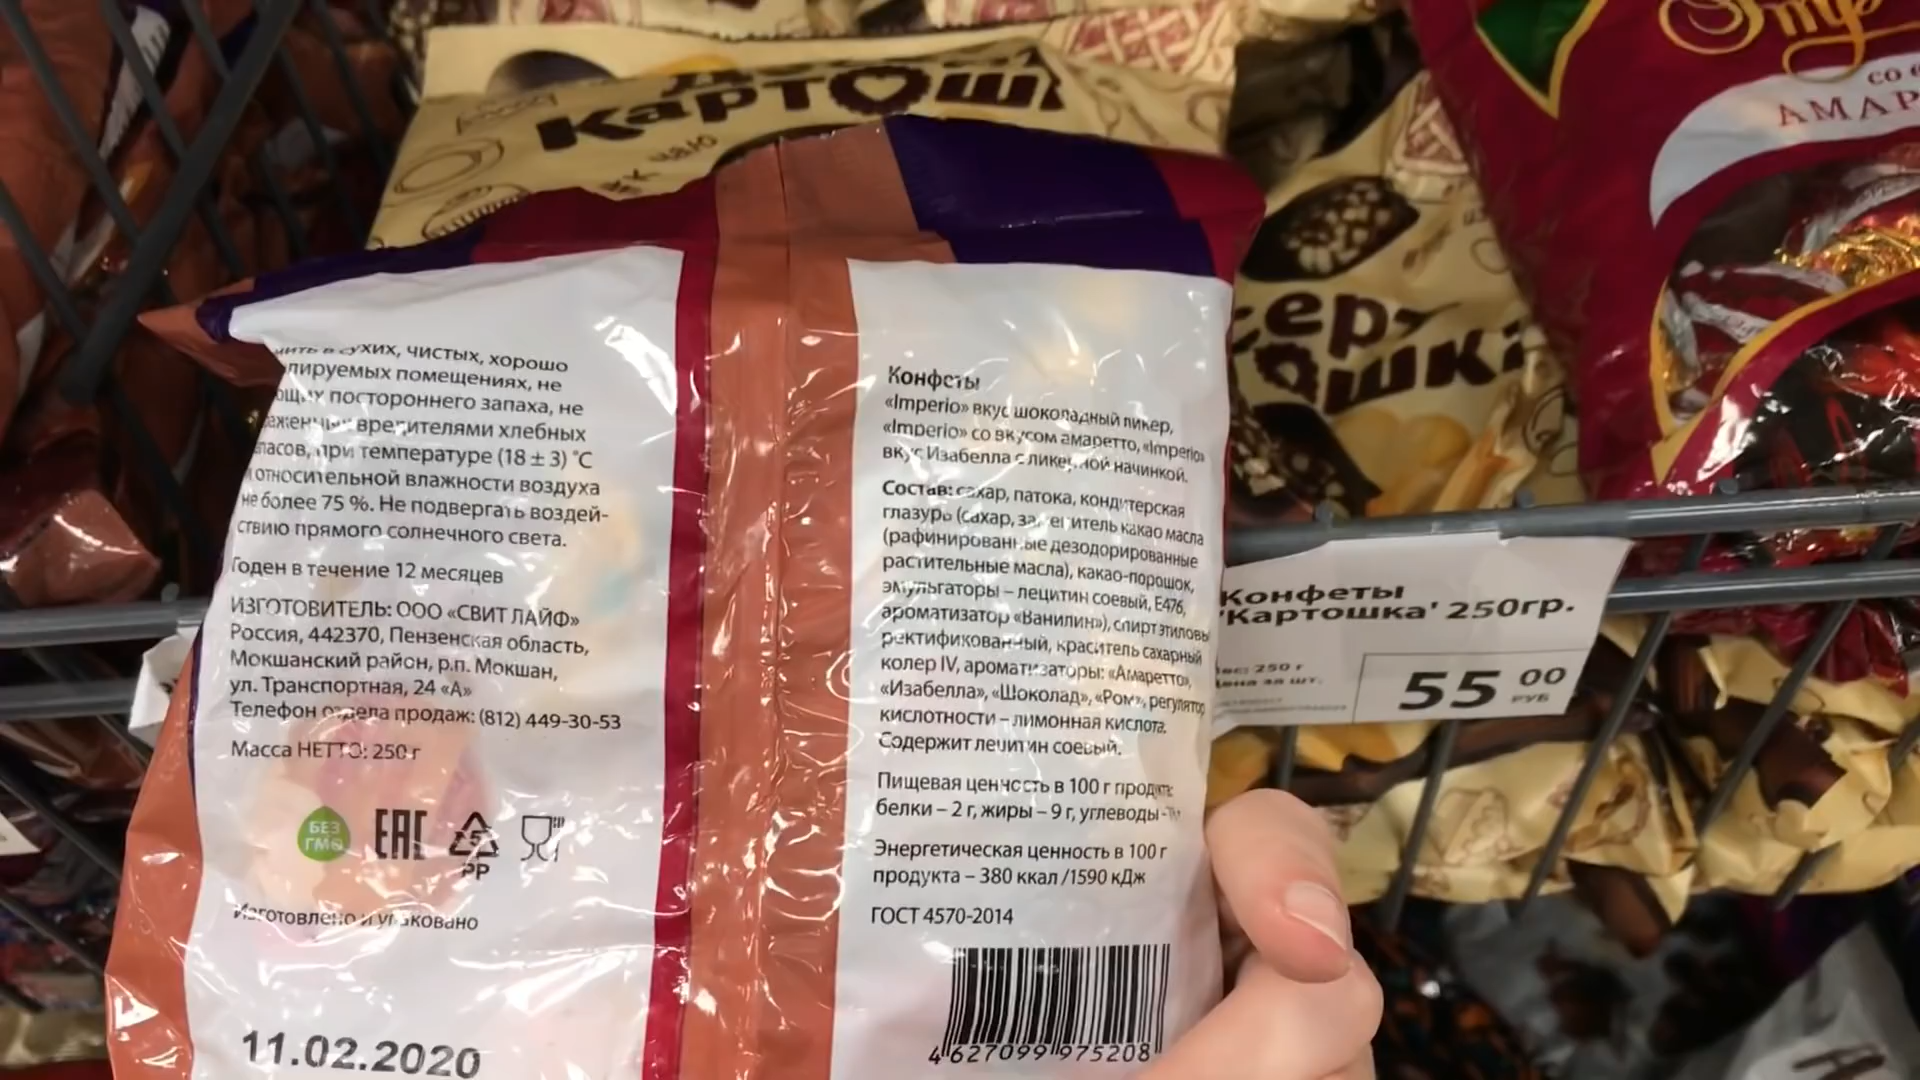 Картош
к чаю
АМАР
Конфеты
'Картошка' 250гр.
55 00
РУБ
сухих, чистых, хорошо
помещениях, не
постороннего запаха, не
вредителями хлебных
при температуре (18 ± 3) °С
относительной влажности воздуха
не более 75 %. Не подвергать воздей-
ствию прямого солнечного света.
Годен в течение 12 месяцев
ИЗГОТОВИТЕЛЬ: ООО «СВИТ ЛАЙФ»
Россия, 442370, Пензенская область,
Мокшанский район, р.п. Мокшан,
ул. Транспортная, 24 «А»
Телефон отдела продаж: (812) 449-30-53
Масса НЕТТО: 250 г
БЕЗ
ГМО
ЕАС
5
PP
Изготовлено и упаковано
11.02.2020
Конфеты
«Imperio» вкус шоколадный ликер,
«Imperio» со вкусом амаретто, «Imperio»
вкус Изабелла с ликерной начинкой.
Состав: сахар, патока, кондитерская
глазурь (сахар, заменитель какао масла
(рафинированные дезодорированные
растительные масла), какао-порошок,
эмульгаторы – лецитин соевый, Е476,
ароматизатор «Ванилин»), спирт этиловый
ректификованный, краситель сахарный
колер IV, ароматизаторы: «Амаретто»,
«Изабелла», «Шоколад», «Ром», регулятор
кислотности – лимонная кислота.
Содержит лецитин соевый.
Пищевая ценность в 100 г продукта:
белки – 2 г, жиры – 9 г, углеводы –
Энергетическая ценность в 100 г
продукта – 380 ккал /1590 кДж
ГОСТ 4570-2014
4627099975208